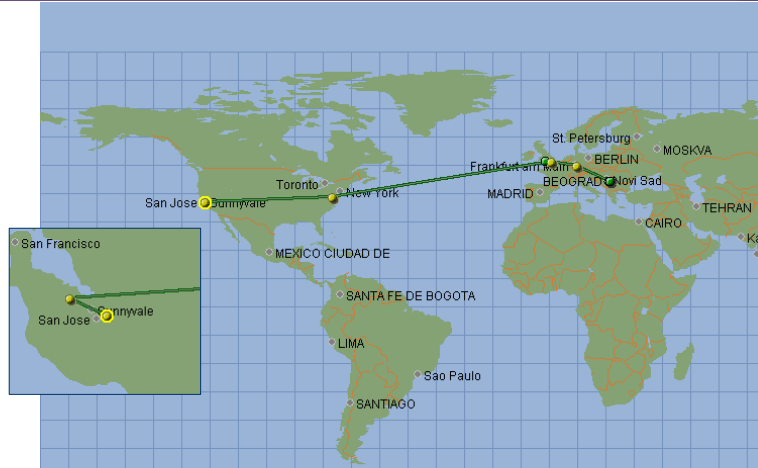 St. Petersburg
MOSKVA
BERLIN
Frankfurt am Main
BEOGRAD
Novi Sad
Toronto
New York
MADRID
San Jose
Sunnyvale
TEHRAN
CAIRO
Ka
San Francisco
MEXICO CIUDAD DE
SANTA FE DE BOGOTA
Sunnyvale
San Jose
LIMA
Sao Paulo
SANTIAGO